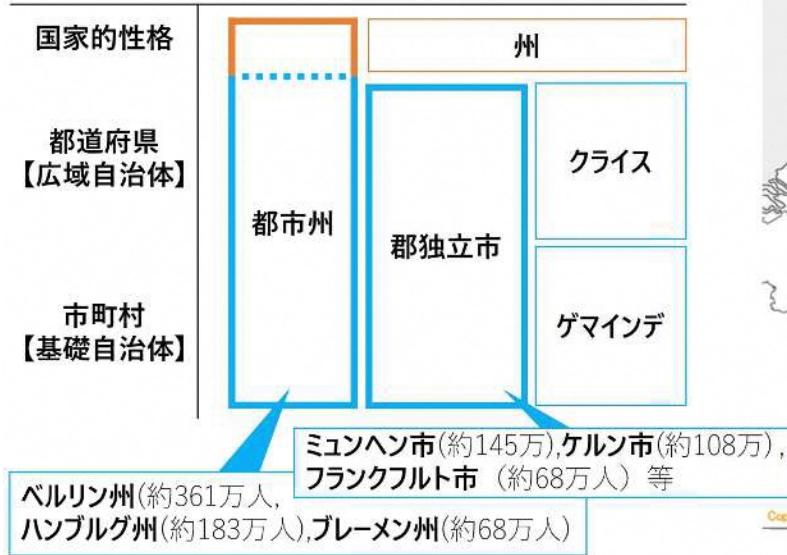 国家的性格
州
都道府県
【広域自治体】
クライス
都市州
郡独立市
市町村
【基礎自治体】
ゲマインデ
ミュンヘン市(約145万),ケルン市(約108万),
フランクフルト市 (約68万人) 等
ベルリン州(約361万人,
ハンブルグ州(約183万人),ブレーメン州(約68万人)